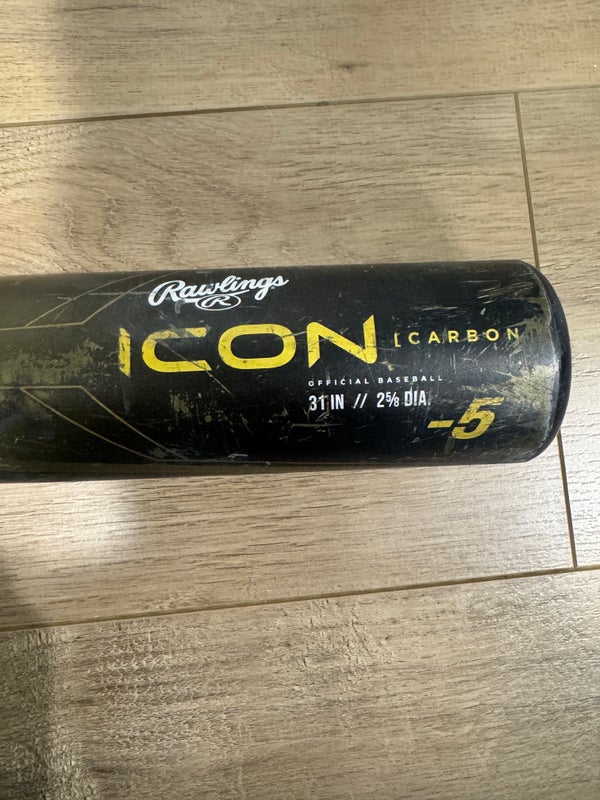 Rawlings
R
ICON [CARBON
OFFICIAL BASEBALL
31 IN // 2⅝ DIA.
-5